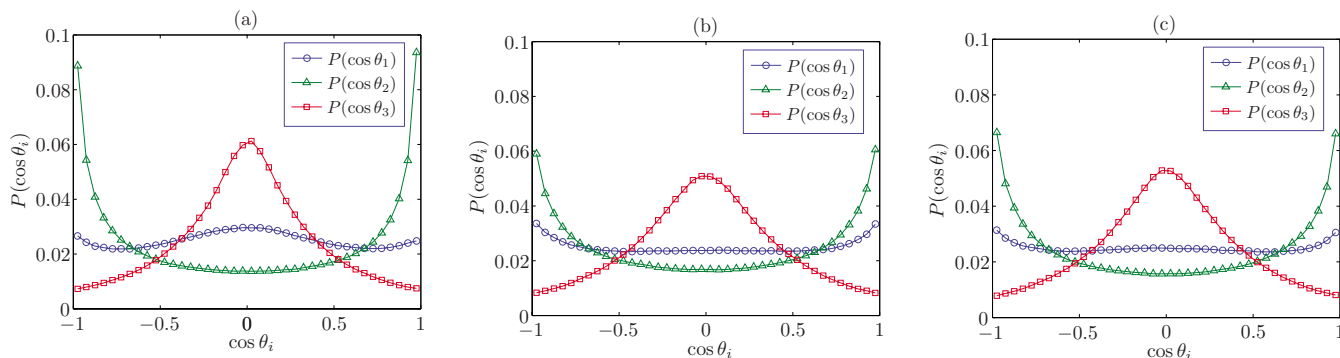 (a)
0.1
0.08
0.06
0.04
0.02
0
P(cos θ_i)
P(cos θ_1)
P(cos θ_2)
P(cos θ_3)
−1
−0.5
0
0.5
1
cos θ_i
(b)
0.1
0.08
0.06
0.04
0.02
0
P(cos θ_i)
P(cos θ_1)
P(cos θ_2)
P(cos θ_3)
−1
−0.5
0
0.5
1
cos θ_i
(c)
0.1
0.08
0.06
0.04
0.02
0
P(cos θ_i)
P(cos θ_1)
P(cos θ_2)
P(cos θ_3)
−1
−0.5
0
0.5
1
cos θ_i